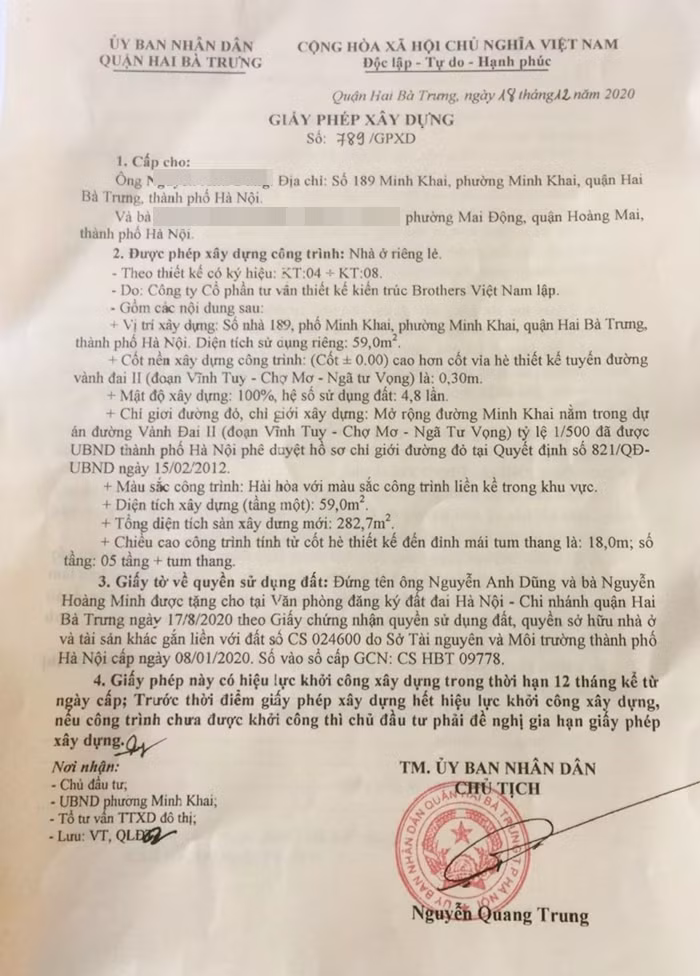 ỦY BAN NHÂN DÂN
QUẬN HAI BÀ TRƯNG
CỘNG HÒA XÃ HỘI CHỦ NGHĨA VIỆT NAM
Độc lập - Tự do - Hạnh phúc
Quận Hai Bà Trưng, ngày 18 tháng 12 năm 2020
GIẤY PHÉP XÂY DỰNG
Số: 789/GPXD
1. Cấp cho:
Ông Địa chỉ: Số 189 Minh Khai, phường Minh Khai, quận Hai
Bà Trưng, thành phố Hà Nội.
Và bà phường Mai Động, quận Hoàng Mai,
thành phố Hà Nội.
2. Được phép xây dựng công trình: Nhà ở riêng lẻ.
- Theo thiết kế có ký hiệu: KT:04 ÷ KT:08.
- Do: Công ty Cổ phần tư vấn thiết kế kiến trúc Brothers Việt Nam lập.
- Gồm các nội dung sau:
+ Vị trí xây dựng: Số nhà 189, phố Minh Khai, phường Minh Khai, quận Hai Bà Trưng,
thành phố Hà Nội. Diện tích sử dụng riêng: 59,0m².
+ Cốt nền xây dựng công trình: (Cốt ± 0.00) cao hơn cốt vỉa hè thiết kế tuyến đường
vành đai II (đoạn Vĩnh Tuy - Chợ Mơ - Ngã tư Vọng) là: 0,30m.
+ Mật độ xây dựng: 100%, hệ số sử dụng đất: 4,8 lần.
+ Chỉ giới đường đỏ, chỉ giới xây dựng: Mở rộng đường Minh Khai nằm trong dự
án đường Vành Đai II (đoạn Vĩnh Tuy - Chợ Mơ - Ngã Tư Vọng) tỷ lệ 1/500 đã được
UBND thành phố Hà Nội phê duyệt hồ sơ chỉ giới đường đỏ tại Quyết định số 821/QĐ-
UBND ngày 15/02/2012.
+ Màu sắc công trình: Hài hòa với màu sắc công trình liền kề trong khu vực.
+ Diện tích xây dựng (tầng một): 59,0m².
+ Tổng diện tích sàn xây dựng mới: 282,7m².
+ Chiều cao công trình tính từ cốt hè thiết kế đến đỉnh mái tum thang là: 18,0m; số
tầng: 05 tầng + tum thang.
3. Giấy tờ về quyền sử dụng đất: Đứng tên ông Nguyễn Anh Dũng và bà Nguyễn
Hoàng Minh được tặng cho tại Văn phòng đăng ký đất đai Hà Nội - Chi nhánh quận Hai
Bà Trưng ngày 17/8/2020 theo Giấy chứng nhận quyền sử dụng đất, quyền sở hữu nhà ở
và tài sản khác gắn liền với đất số CS 024600 do Sở Tài nguyên và Môi trường thành phố
Hà Nội cấp ngày 08/01/2020. Số vào sổ cấp GCN: CS HBT 09778.
4. Giấy phép này có hiệu lực khởi công xây dựng trong thời hạn 12 tháng kể từ
ngày cấp; Trước thời điểm giấy phép xây dựng hết hiệu lực khởi công xây dựng,
nếu công trình chưa được khởi công thì chủ đầu tư phải đề nghị gia hạn giấy phép
xây dựng.
Nơi nhận:
- Chủ đầu tư;
- UBND phường Minh Khai;
- Tổ tư vấn TTXD đô thị;
- Lưu: VT, QLĐ
TM. ỦY BAN NHÂN DÂN
CHỦ TỊCH
ỦY BAN NHÂN DÂN QUẬN HAI BÀ TRƯNG T.P HÀ NỘI
Nguyễn Quang Trung